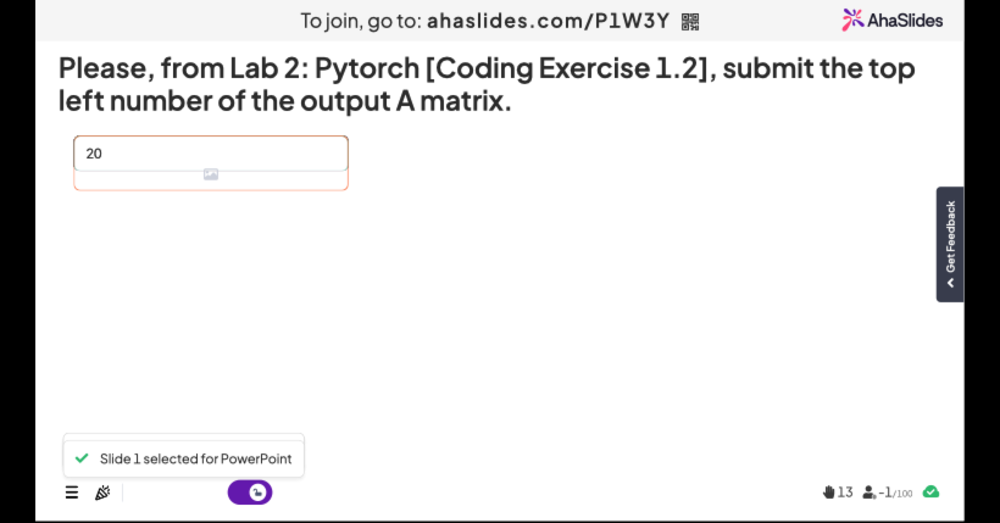 To join, go to: ahaslides.com/P1W3Y
AhaSlides
Please, from Lab 2: Pytorch [Coding Exercise 1.2], submit the top
left number of the output A matrix.
20
Get Feedback
Slide 1 selected for PowerPoint
13 -1/100